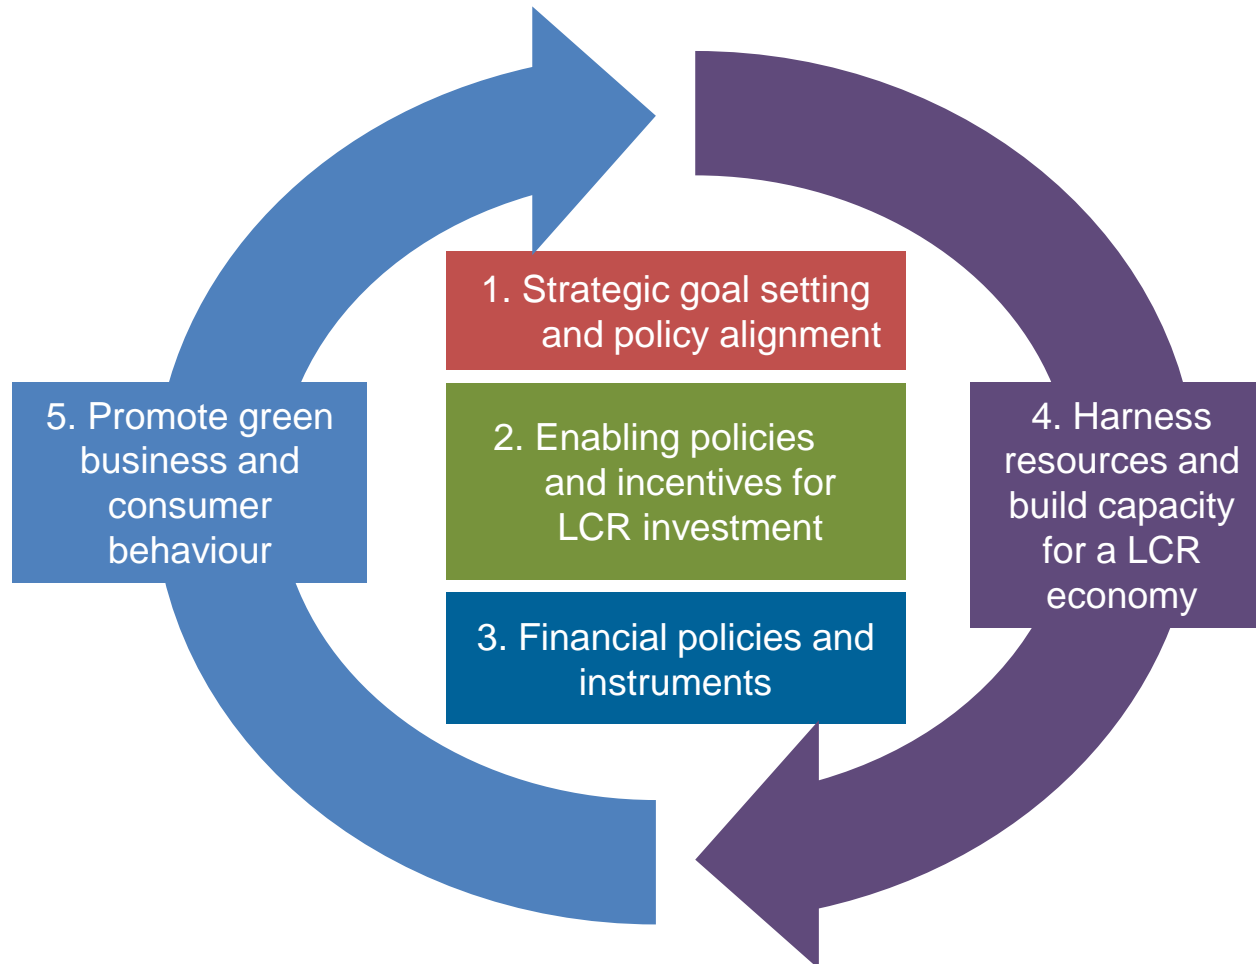 1. Strategic goal setting
and policy alignment
2. Enabling policies
and incentives for
LCR investment
3. Financial policies and
instruments
4. Harness
resources and
build capacity
for a LCR
economy
5. Promote green
business and
consumer
behaviour